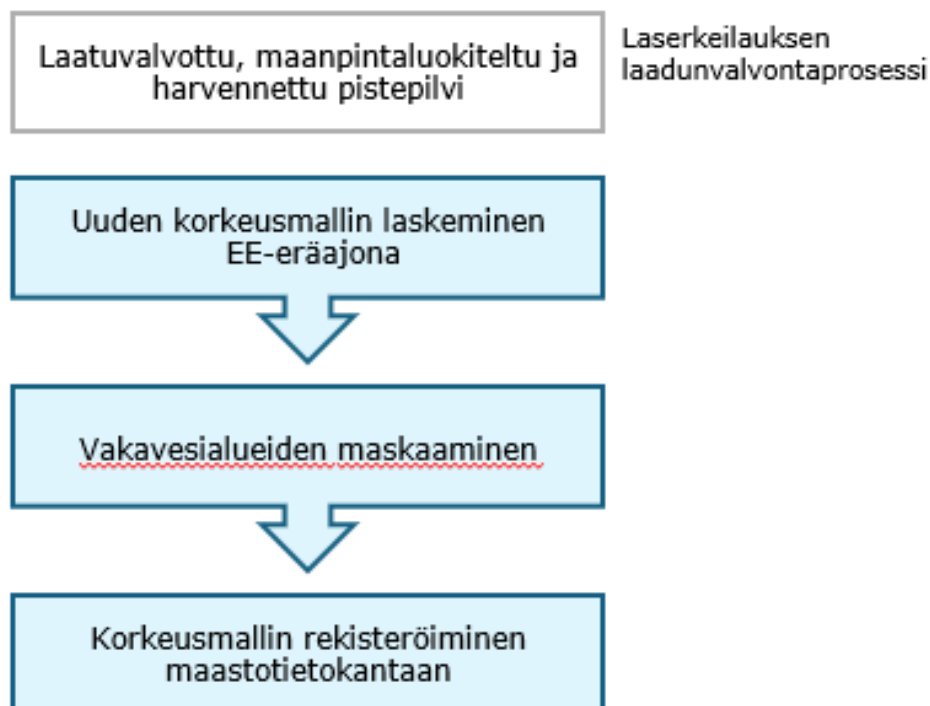 Laatuvalvottu, maanpintaluokiteltu ja
harvennettu pistepilvi
Laserkeilauksen
laadunvalvontaprosessi
Uuden korkeusmallin laskeminen
EE-eräajona
Vakavesialueiden maskaaminen
Korkeusmallin rekisteröiminen
maastotietokantaan